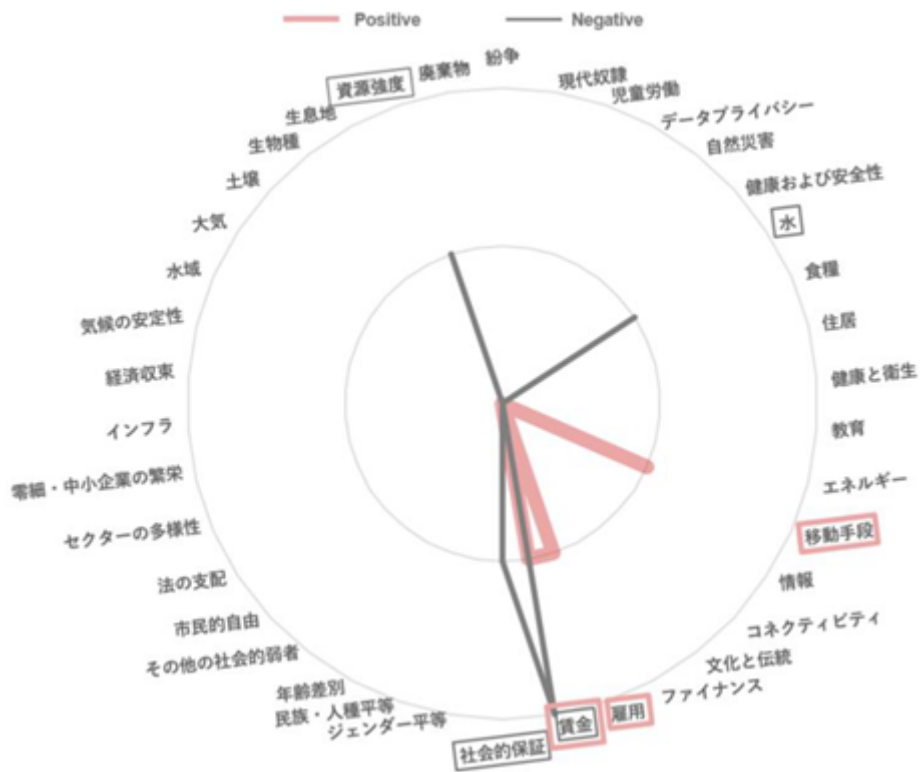 Positive
Negative
紛争
現代奴隷
児童労働
データプライバシー
自然災害
健康および安全性
水
食糧
住居
健康と衛生
教育
エネルギー
移動手段
情報
コネクティビティ
文化と伝統
ファイナンス
雇用
賃金
社会的保証
ジェンダー平等
民族・人種平等
年齢差別
その他の社会的弱者
市民的自由
法の支配
セクターの多様性
零細・中小企業の繁栄
インフラ
経済収束
気候の安定性
水域
大気
土壌
生物種
生息地
資源強度
廃棄物